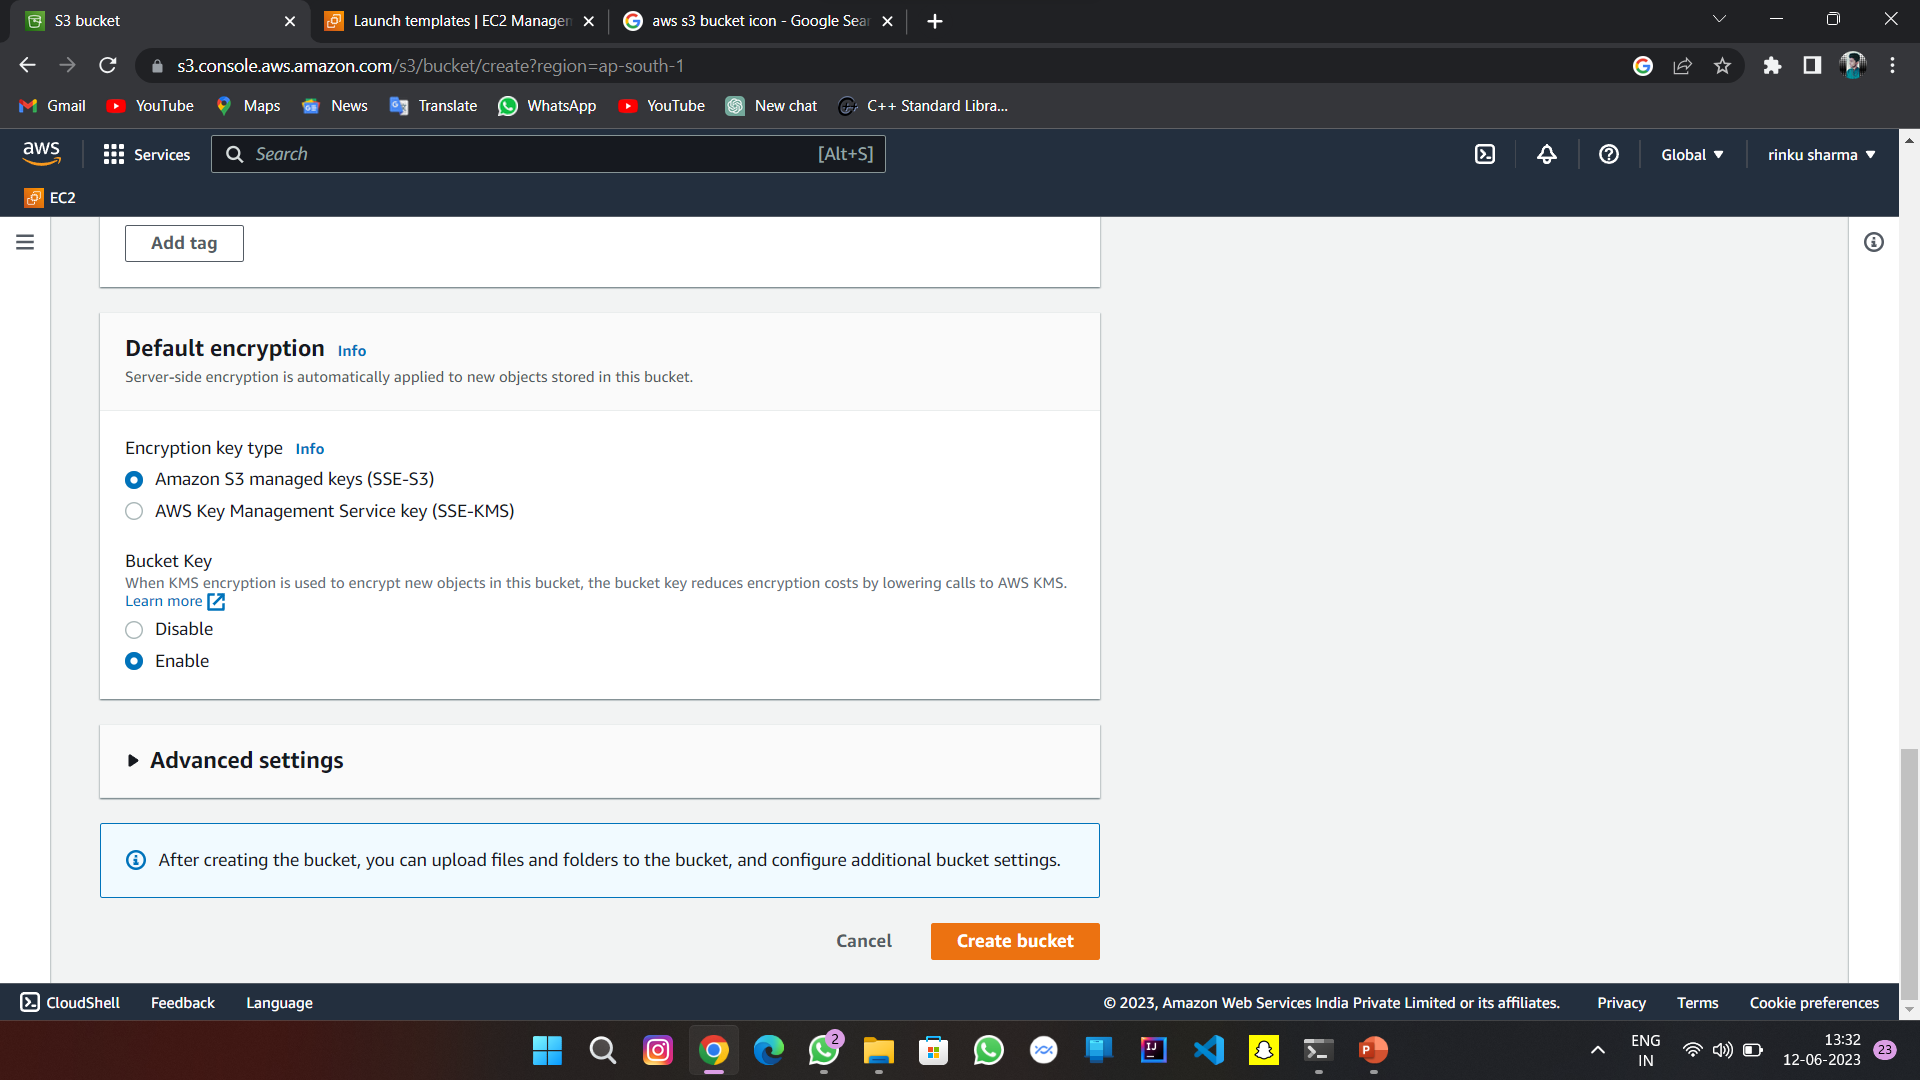 S3 bucket
Launch templates | EC2 Managen
aws s3 bucket icon - Google Sear
s3.console.aws.amazon.com/s3/bucket/create?region=ap-south-1
Gmail YouTube Maps News Translate WhatsApp YouTube New chat C++ Standard Libra...
aws Services Search [Alt+S] Global rinku sharma
EC2
Add tag
Default encryption Info
Server-side encryption is automatically applied to new objects stored in this bucket.
Encryption key type Info
Amazon S3 managed keys (SSE-S3)
AWS Key Management Service key (SSE-KMS)
Bucket Key
When KMS encryption is used to encrypt new objects in this bucket, the bucket key reduces encryption costs by lowering calls to AWS KMS.
Learn more
Disable
Enable
Advanced settings
After creating the bucket, you can upload files and folders to the bucket, and configure additional bucket settings.
Cancel Create bucket
CloudShell Feedback Language © 2023, Amazon Web Services India Private Limited or its affiliates. Privacy Terms Cookie preferences
2
ENG
IN
13:32
12-06-2023
23